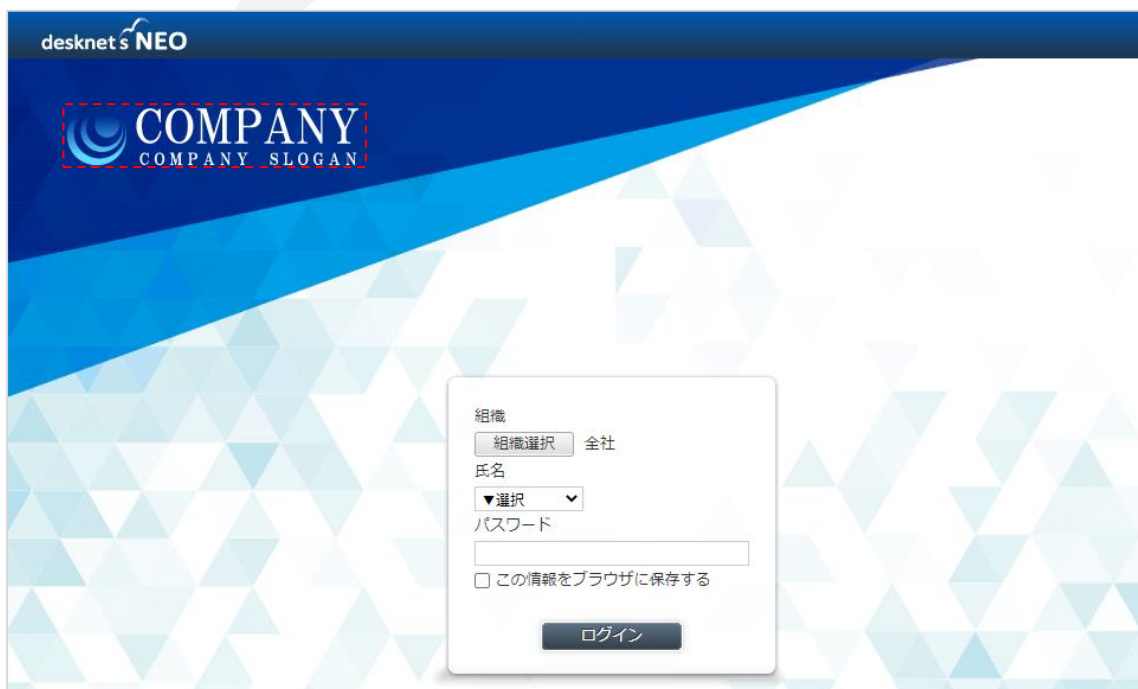 desknet's NEO
COMPANY
COMPANY SLOGAN
組織
組織選択 全社
氏名
▼選択
パスワード
この情報をブラウザに保存する
ログイン